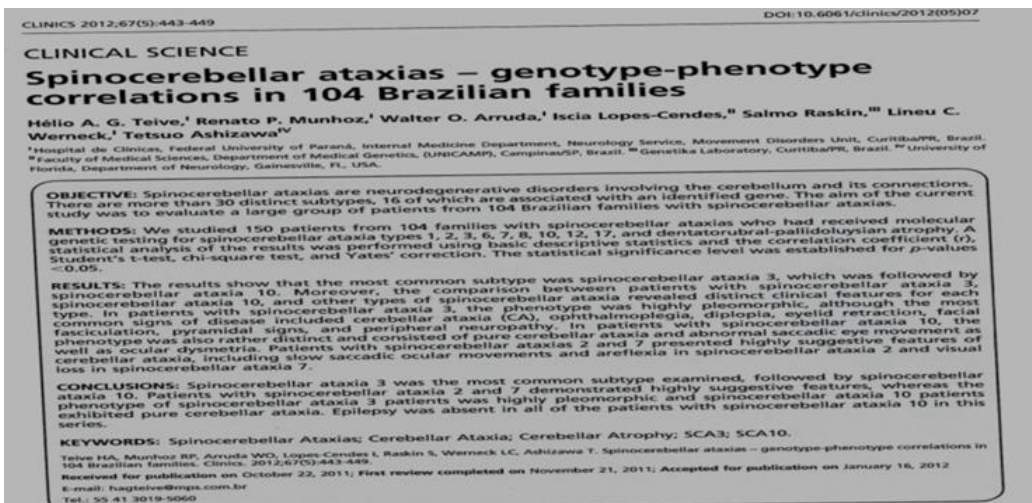 CLINICS 2012;67(5):443-449
DOI:10.6061/clinics/2012(05)07
CLINICAL SCIENCE
Spinocerebellar ataxias – genotype-phenotype
correlations in 104 Brazilian families
Hélio A. G. Teive,I Renato P. Munhoz,I Walter O. Arruda,I Iscia Lopes-Cendes,II Salmo Raskin,III Lineu C.
Werneck,I Tetsuo AshizawaIV
I Hospital de Clínicas, Federal University of Paraná, Internal Medicine Department, Neurology Service, Movement Disorders Unit, Curitiba/PR, Brazil.
II Faculty of Medical Sciences, Department of Medical Genetics, (UNICAMP), Campinas/SP, Brazil. III Genetika Laboratory, Curitiba/PR, Brazil. IV University of
Florida, Department of Neurology, Gainesville, FL, USA.
OBJECTIVE: Spinocerebellar ataxias are neurodegenerative disorders involving the cerebellum and its connections.
There are more than 30 distinct subtypes, 16 of which are associated with an identified gene. The aim of the current
study was to evaluate a large group of patients from 104 Brazilian families with spinocerebellar ataxias.
METHODS: We studied 150 patients from 104 families with spinocerebellar ataxias who had received molecular
genetic testing for spinocerebellar ataxia types 1, 2, 3, 6, 7, 8, 10, 12, 17, and dentatorubral-pallidoluysian atrophy. A
statistical analysis of the results was performed using basic descriptive statistics and the correlation coefficient (r),
Student's t-test, chi-square test, and Yates' correction. The statistical significance level was established for p-values
<0.05.
RESULTS: The results show that the most common subtype was spinocerebellar ataxia 3, which was followed by
spinocerebellar ataxia 10. Moreover, the comparison between patients with spinocerebellar ataxia 3,
spinocerebellar ataxia 10, and other types of spinocerebellar ataxia revealed distinct clinical features for each
type. In patients with spinocerebellar ataxia 3, the phenotype was highly pleomorphic, although the most
common signs of disease included cerebellar ataxia (CA), ophthalmoplegia, diplopia, eyelid retraction, facial
fasciculation, pyramidal signs, and peripheral neuropathy. In patients with spinocerebellar ataxia 10, the
phenotype was also rather distinct and consisted of pure cerebellar ataxia and abnormal saccadic eye movement as
well as ocular dysmetria. Patients with spinocerebellar ataxias 2 and 7 presented highly suggestive features of
cerebellar ataxia, including slow saccadic ocular movements and areflexia in spinocerebellar ataxia 2 and visual
loss in spinocerebellar ataxia 7.
CONCLUSIONS: Spinocerebellar ataxia 3 was the most common subtype examined, followed by spinocerebellar
ataxia 10. Patients with spinocerebellar ataxia 2 and 7 demonstrated highly suggestive features, whereas the
phenotype of spinocerebellar ataxia 3 patients was highly pleomorphic and spinocerebellar ataxia 10 patients
exhibited pure cerebellar ataxia. Epilepsy was absent in all of the patients with spinocerebellar ataxia 10 in this
series.
KEYWORDS: Spinocerebellar Ataxias; Cerebellar Ataxia; Cerebellar Atrophy; SCA3; SCA10.
Teive HA, Munhoz RP, Arruda WO, Lopes-Cendes I, Raskin S, Werneck LC, Ashizawa T. Spinocerebellar ataxias – genotype-phenotype correlations in
104 Brazilian families. Clinics. 2012;67(5):443-449.
Received for publication on October 22, 2011; First review completed on November 21, 2011; Accepted for publication on January 16, 2012
E-mail: hagteive@mps.com.br
Tel.: 55 41 3019-5060